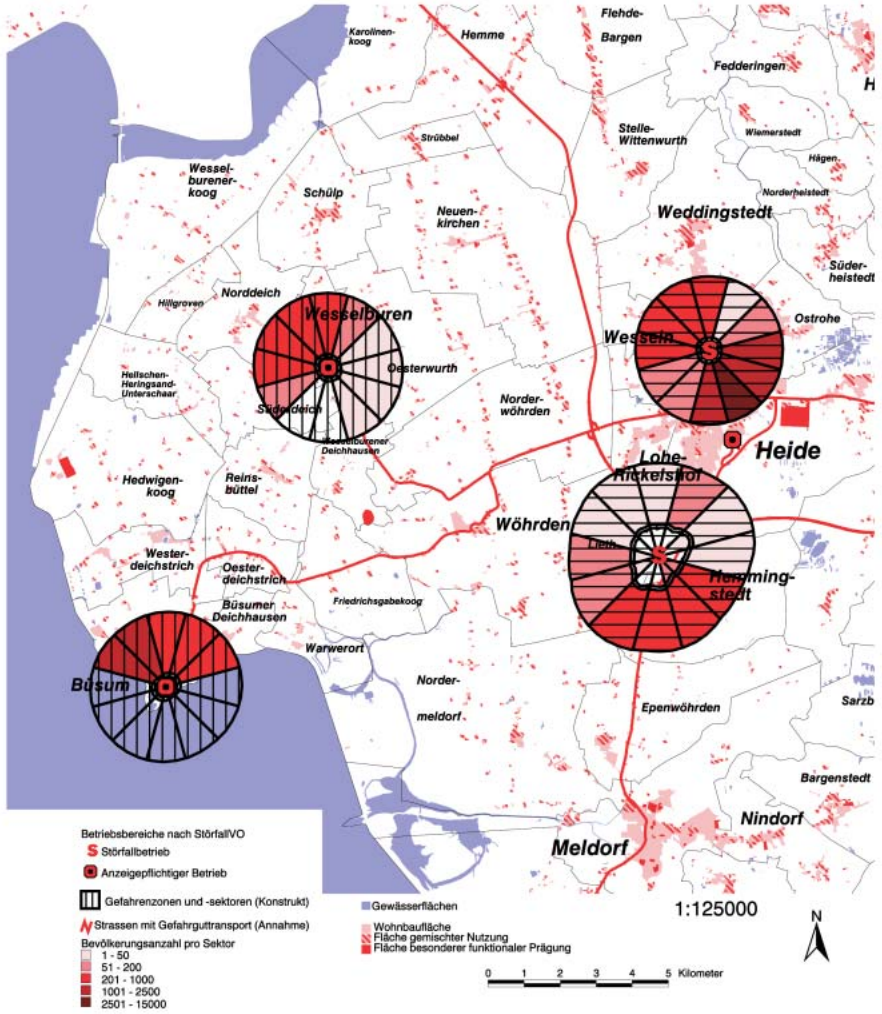 Flehde-
Bargen
Karolinen-
koog
Hemme
Fedderingen
H
Stelle-
Wittenwurth
Wiemerstedt
Strübbel
Hägen
Wessel-
burener-
koog
Schülp
Norderheistedt
Neuen-
kirchen
Weddingstedt
Süder-
heistedt
Norddeich
Hillgroven
Wesselburen
Ostrohe
Wesseln
S
Hellschen-
Heringsand-
Unterschaar
Oesterwurth
Norder-
wöhrden
Süderdeich
Wesselburener
Deichhausen
Heide
Lohe-
Rickelshof
Hedwigen-
koog
Reins-
büttel
Wöhrden
Lieth
S
Wester-
deichstrich
Oester-
deichstrich
Hemming-
stedt
Büsumer
Deichhausen
Friedrichsgabekoog
Warwerort
Büsum
Norder-
meldorf
Epenwöhrden
Sarzb
Bargenstedt
Nindorf
Meldorf
Betriebsbereiche nach StörfallVO
S Störfallbetrieb
Anzeigepflichtiger Betrieb
Gefahrenzonen und -sektoren (Konstrukt)
Strassen mit Gefahrguttransport (Annahme)
Bevölkerungsanzahl pro Sektor
1 - 50
51 - 200
201 - 1000
1001 - 2500
2501 - 15000
Gewässerflächen
Wohnbaufläche
Fläche gemischter Nutzung
Fläche besonderer funktionaler Prägung
1:125000
N
0 1 2 3 4 5 Kilometer